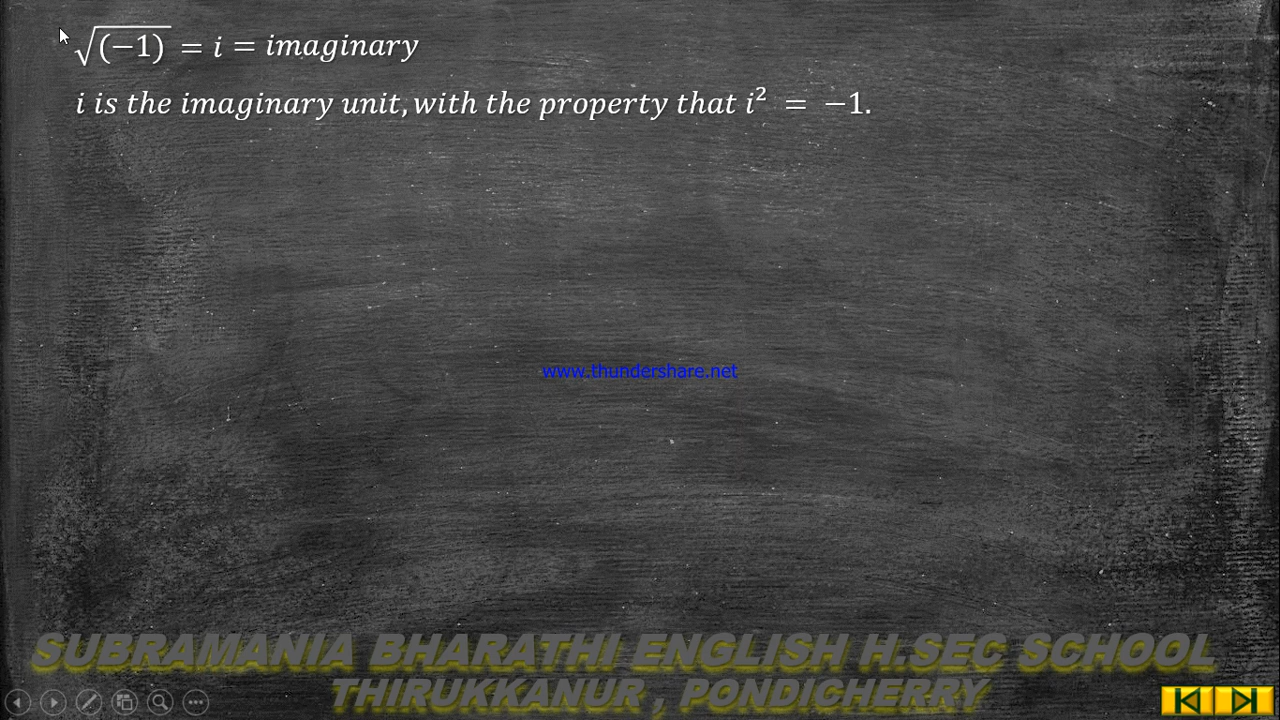 √(−1) = i = imaginary
i is the imaginary unit, with the property that i² = −1.
www.thundershare.net
SUBRAMANIA BHARATHI ENGLISH H.SEC SCHOOL
THIRUKKANUR , PONDICHERRY